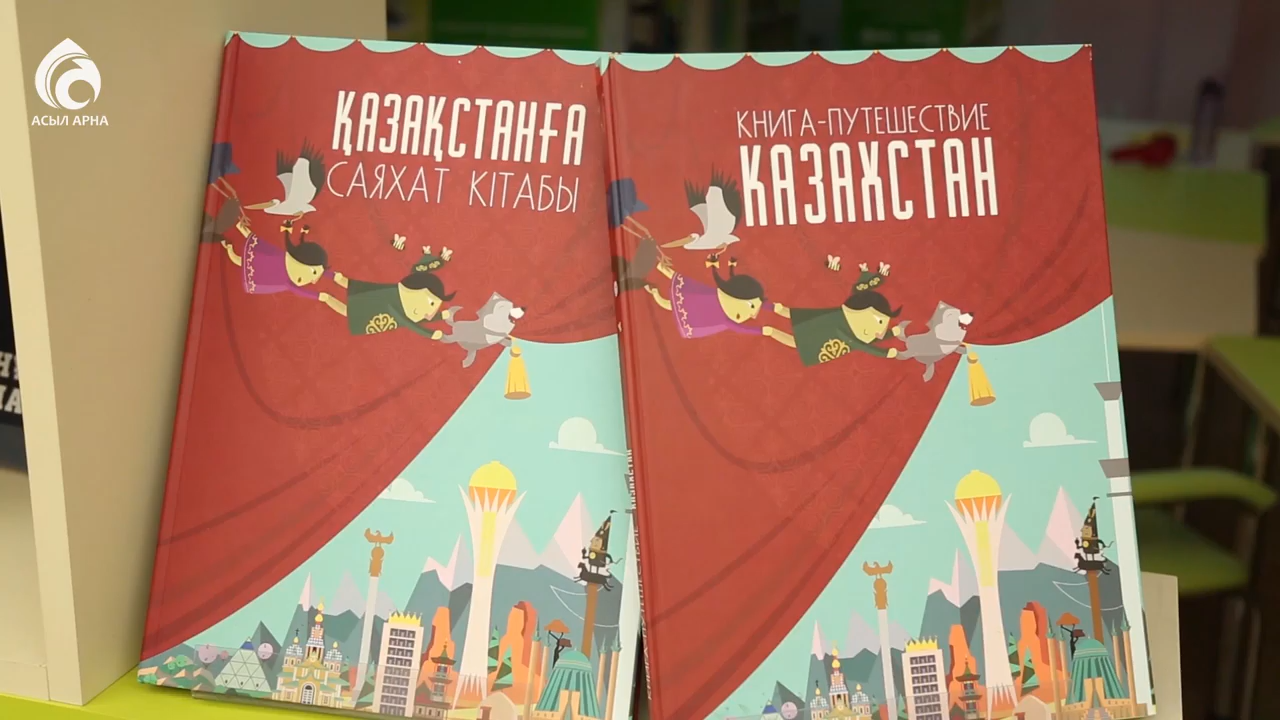 АСЫЛ АРНА
ҚАЗАҚСТАНҒА
САЯХАТ КІТАБЫ
КНИГА-ПУТЕШЕСТВИЕ
КАЗАХСТАН